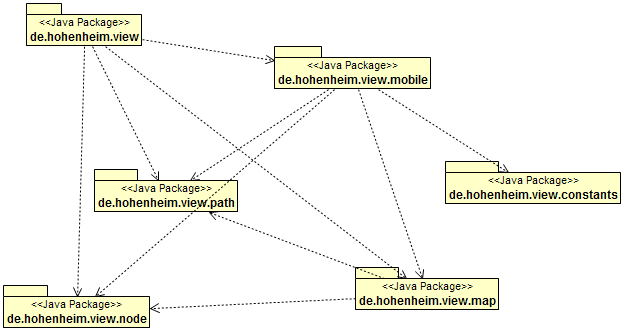 <<Java Package>>
de.hohenheim.view
<<Java Package>>
de.hohenheim.view.mobile
<<Java Package>>
de.hohenheim.view.path
<<Java Package>>
de.hohenheim.view.constants
<<Java Package>>
de.hohenheim.view.map
<<Java Package>>
de.hohenheim.view.node